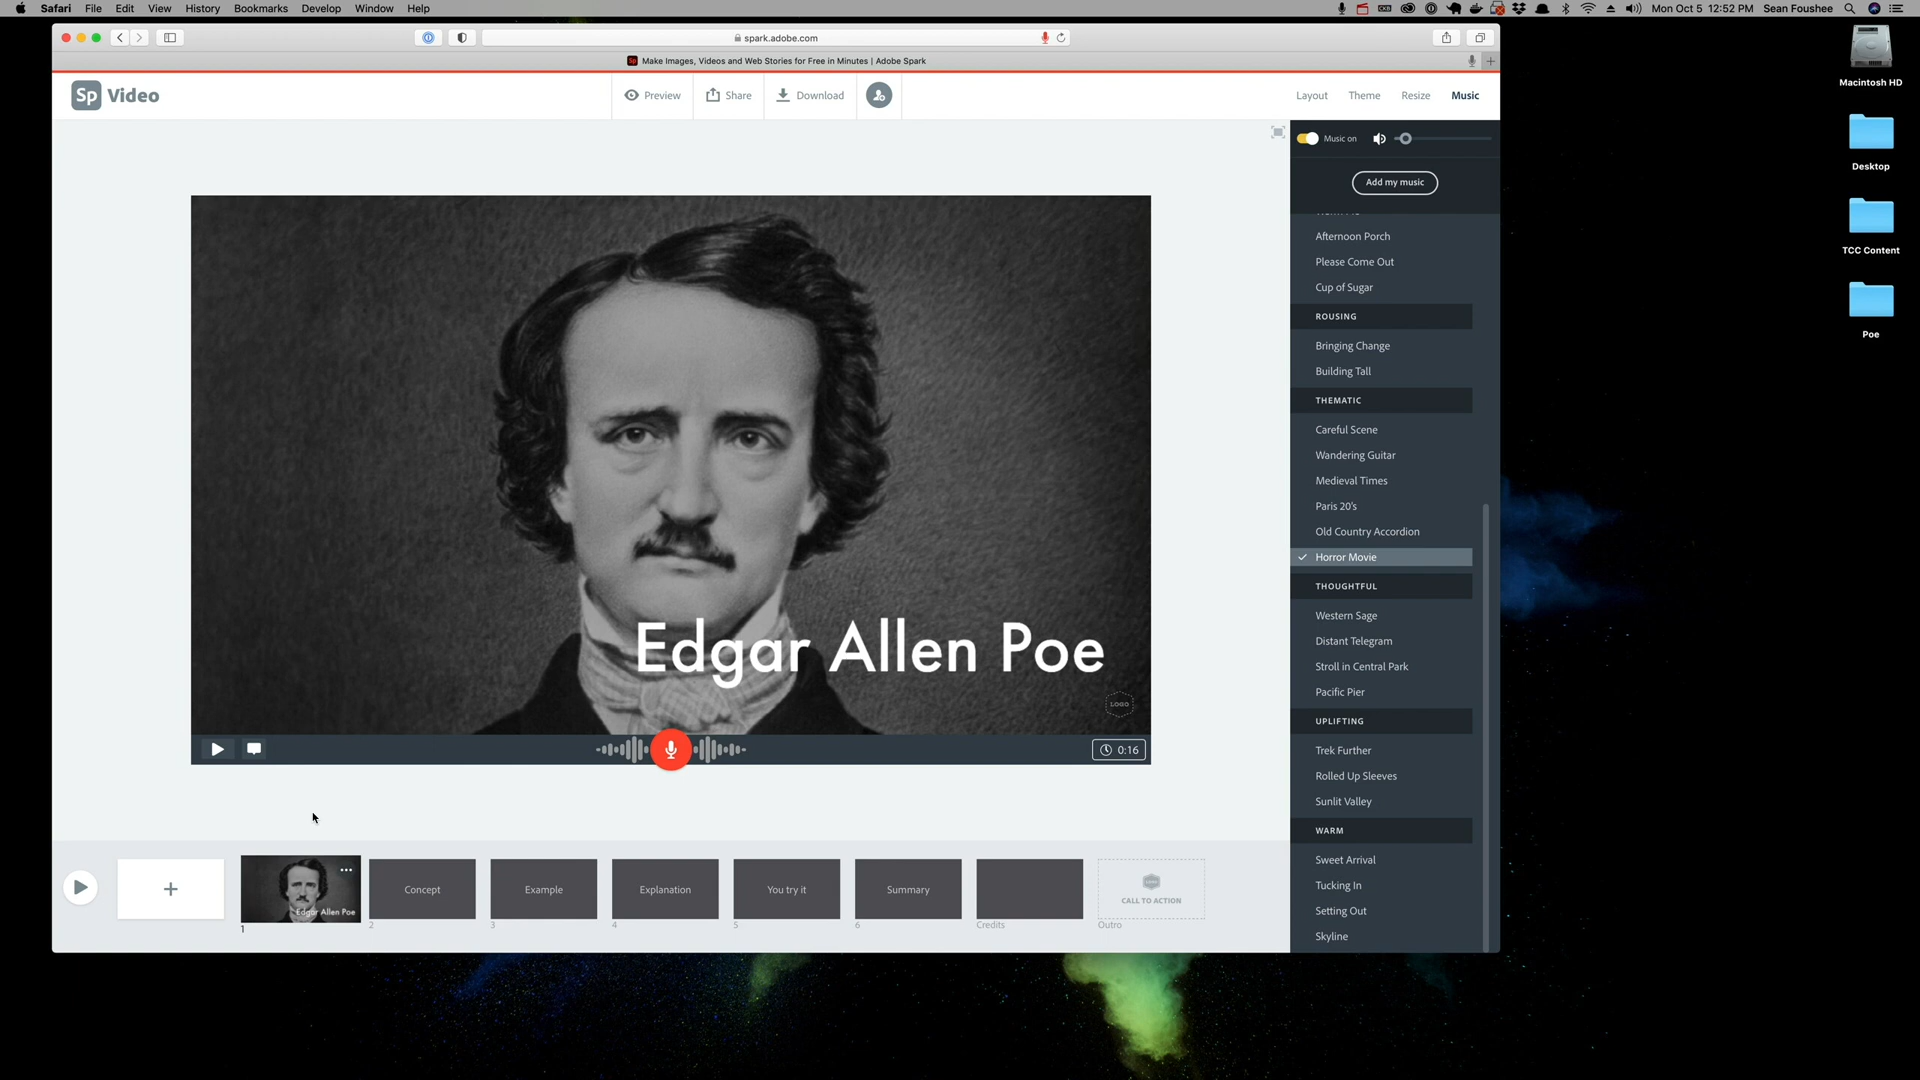 Safari File Edit View History Bookmarks Develop Window Help
Mon Oct 5 12:52 PM Sean Foushee
spark.adobe.com
Sp Make Images, Videos and Web Stories for Free in Minutes | Adobe Spark
Sp Video
Preview
Share
Download
Layout
Theme
Resize
Music
Music on
Add my music
Afternoon Porch
Please Come Out
Cup of Sugar
ROUSING
Bringing Change
Building Tall
THEMATIC
Careful Scene
Wandering Guitar
Medieval Times
Paris 20's
Old Country Accordion
Horror Movie
THOUGHTFUL
Western Sage
Distant Telegram
Stroll in Central Park
Pacific Pier
UPLIFTING
Trek Further
Rolled Up Sleeves
Sunlit Valley
WARM
Sweet Arrival
Tucking In
Setting Out
Skyline
Edgar Allen Poe
LOGO
0:16
Edgar Allen Poe
1
Concept
2
Example
3
Explanation
4
You try it
5
Summary
6
Credits
CALL TO ACTION
Outro
Macintosh HD
Desktop
TCC Content
Poe